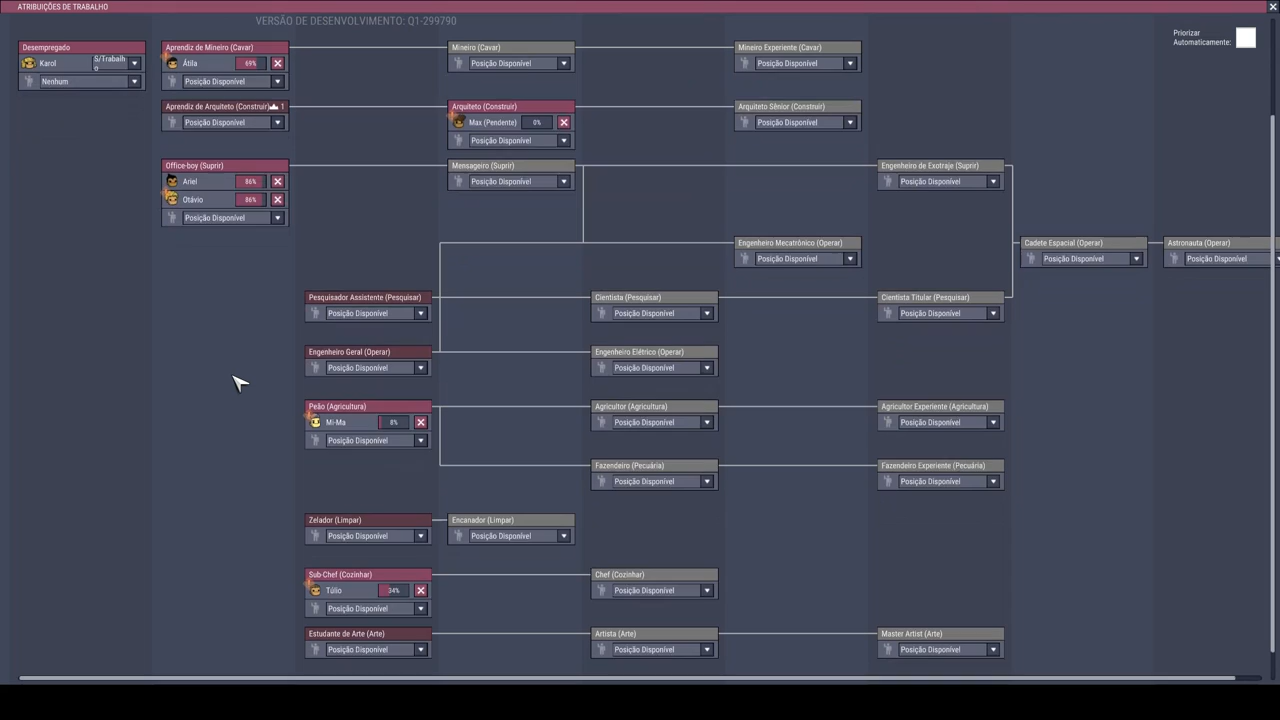 ATRIBUIÇÕES DE TRABALHO
VERSÃO DE DESENVOLVIMENTO: Q1-299790
Priorizar
Automaticamente:
Desempregado
Karol
S/Trabalh
o
Nenhum
Aprendiz de Mineiro (Cavar)
Átila
69%
Posição Disponível
Mineiro (Cavar)
Posição Disponível
Mineiro Experiente (Cavar)
Posição Disponível
Aprendiz de Arquiteto (Construir) 1
Posição Disponível
Arquiteto (Construir)
Max (Pendente)
0%
Posição Disponível
Arquiteto Sênior (Construir)
Posição Disponível
Office-boy (Suprir)
Ariel
86%
Otávio
86%
Posição Disponível
Mensageiro (Suprir)
Posição Disponível
Engenheiro de Exotraje (Suprir)
Posição Disponível
Engenheiro Mecatrônico (Operar)
Posição Disponível
Cadete Espacial (Operar)
Posição Disponível
Astronauta (Operar)
Posição Disponível
Pesquisador Assistente (Pesquisar)
Posição Disponível
Cientista (Pesquisar)
Posição Disponível
Cientista Titular (Pesquisar)
Posição Disponível
Engenheiro Geral (Operar)
Posição Disponível
Engenheiro Elétrico (Operar)
Posição Disponível
Peão (Agricultura)
Mi-Ma
8%
Posição Disponível
Agricultor (Agricultura)
Posição Disponível
Agricultor Experiente (Agricultura)
Posição Disponível
Fazendeiro (Pecuária)
Posição Disponível
Fazendeiro Experiente (Pecuária)
Posição Disponível
Zelador (Limpar)
Posição Disponível
Encanador (Limpar)
Posição Disponível
Sub-Chef (Cozinhar)
Túlio
34%
Posição Disponível
Chef (Cozinhar)
Posição Disponível
Estudante de Arte (Arte)
Posição Disponível
Artista (Arte)
Posição Disponível
Master Artist (Arte)
Posição Disponível